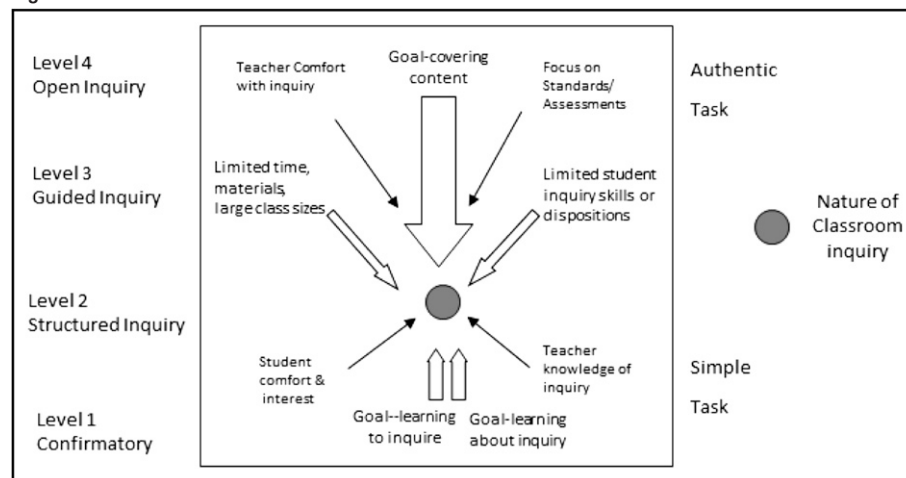 Level 4
Open Inquiry
Level 3
Guided Inquiry
Level 2
Structured Inquiry
Level 1
Confirmatory
Teacher Comfort
with inquiry
Goal-covering
content
Focus on
Standards/
Assessments
Limited time,
materials,
large class sizes
Limited student
inquiry skills or
dispositions
Student
comfort &
interest
Teacher
knowledge of
inquiry
Goal--learning
to inquire
Goal-learning
about inquiry
Authentic
Task
Nature of
Classroom
inquiry
Simple
Task